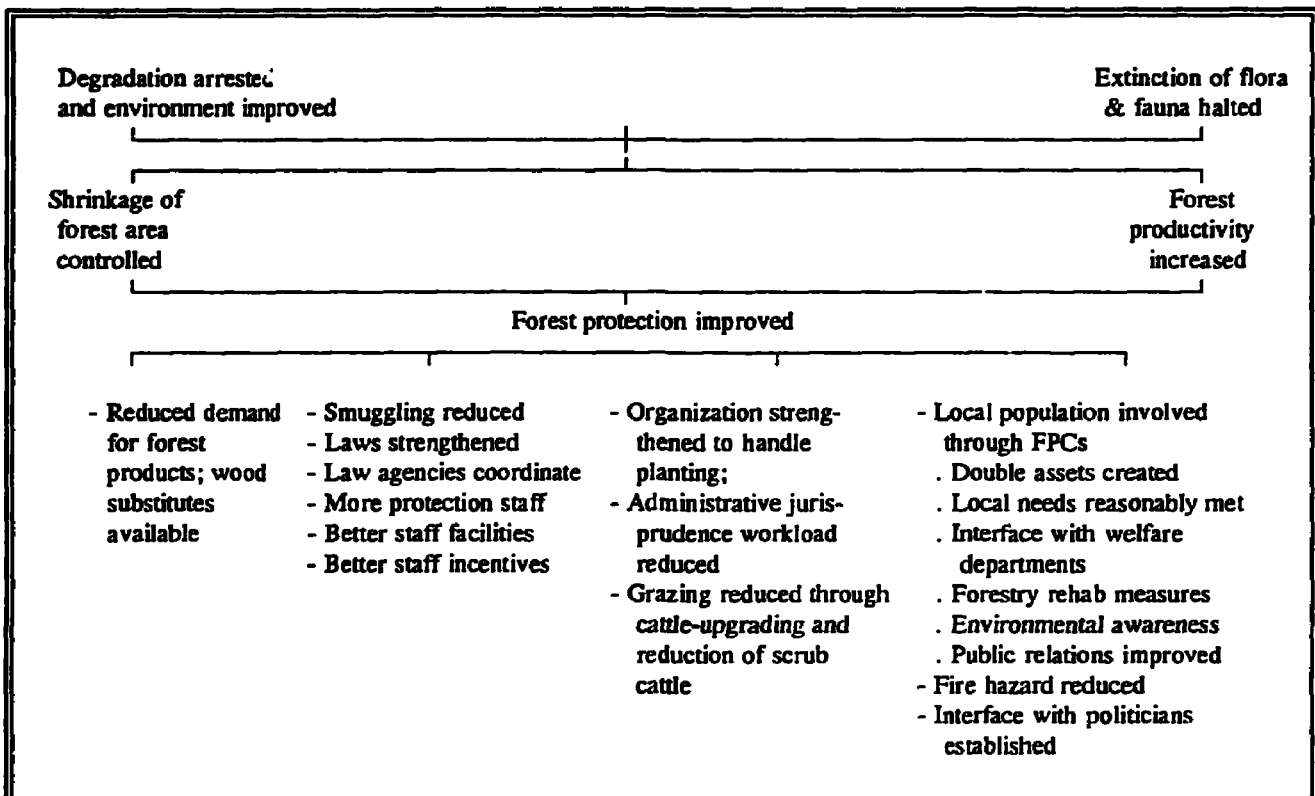 Degradation arrested
and environment improved
Extinction of flora
& fauna halted
Shrinkage of
forest area
controlled
Forest
productivity
increased
Forest protection improved
- Reduced demand
for forest
products; wood
substitutes
available
- Smuggling reduced
- Laws strengthened
- Law agencies coordinate
- More protection staff
- Better staff facilities
- Better staff incentives
- Organization streng-
thened to handle
planting;
- Administrative juris-
prudence workload
reduced
- Grazing reduced through
cattle-upgrading and
reduction of scrub
cattle
- Local population involved
through FPCs
. Double assets created
. Local needs reasonably met
. Interface with welfare
departments
. Forestry rehab measures
. Environmental awareness
. Public relations improved
- Fire hazard reduced
- Interface with politicians
established